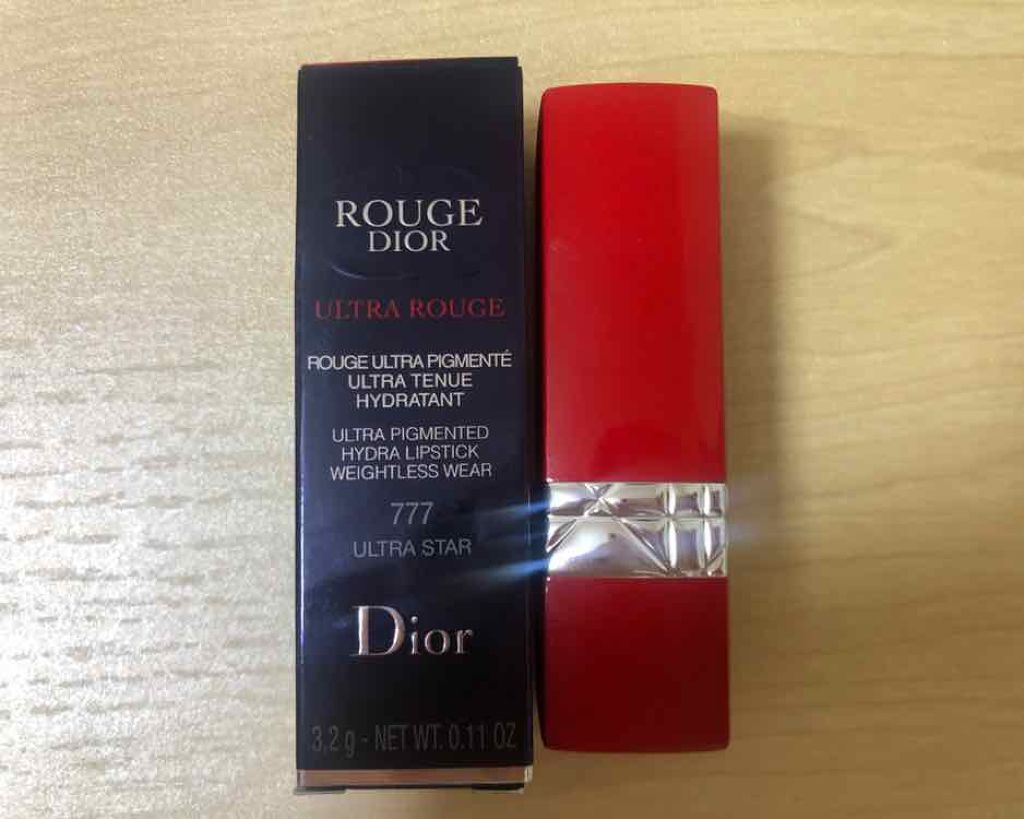 ROUGE
DIOR
ULTRA ROUGE
ROUGE ULTRA PIGMENTÉ
ULTRA TENUE
HYDRATANT
ULTRA PIGMENTED
HYDRA LIPSTICK
WEIGHTLESS WEAR
777
ULTRA STAR
Dior
3,2 g - NET WT. 0.11 OZ